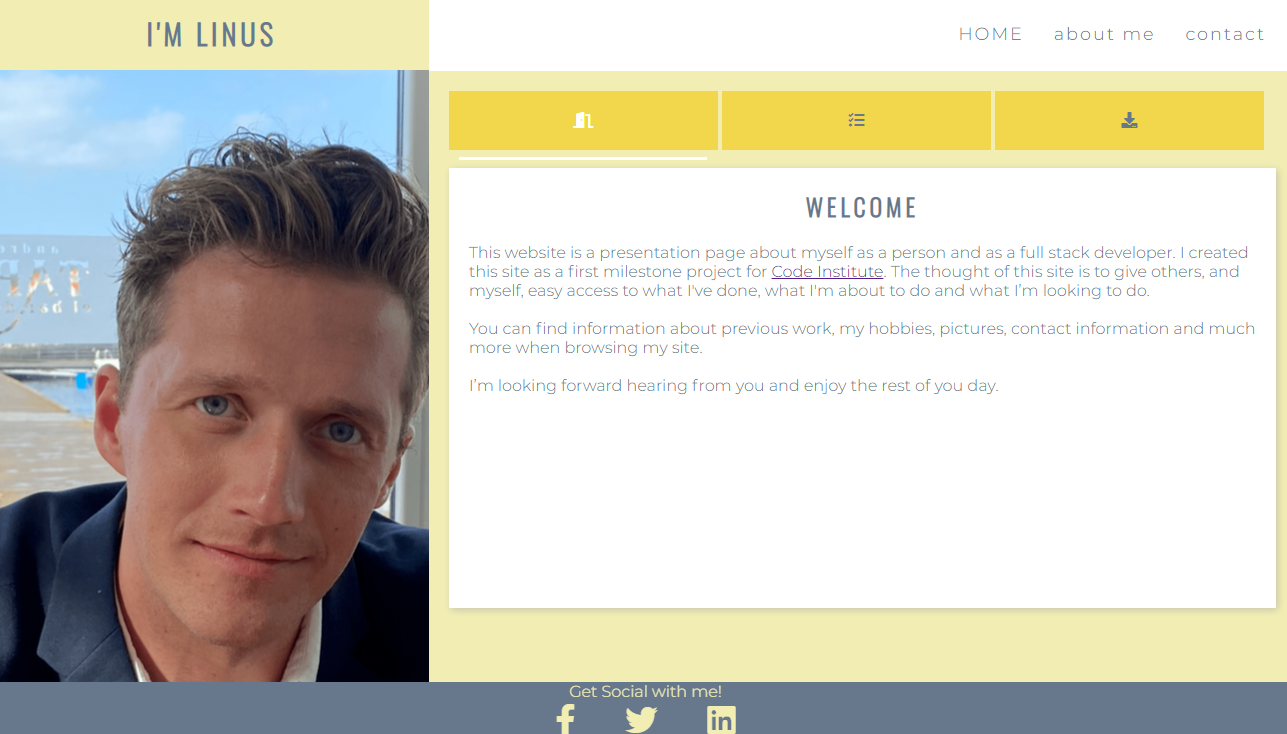 I'M LINUS
HOME about me contact
WELCOME
This website is a presentation page about myself as a person and as a full stack developer. I created
this site as a first milestone project for Code Institute. The thought of this site is to give others, and
myself, easy access to what I've done, what I'm about to do and what I’m looking to do.
You can find information about previous work, my hobbies, pictures, contact information and much
more when browsing my site.
I’m looking forward hearing from you and enjoy the rest of you day.
Get Social with me!